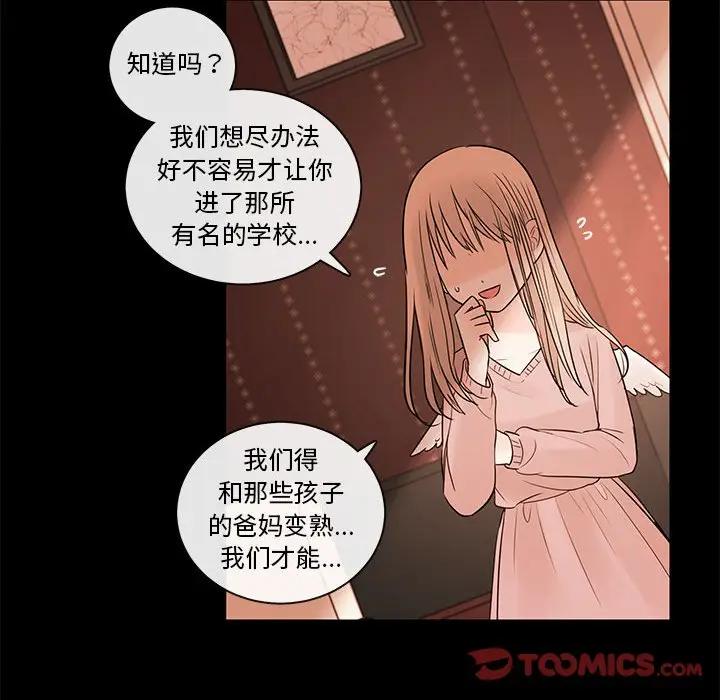 知道吗？
我们想尽办法
好不容易才让你
进了那所
有名的学校...
我们得
和那些孩子
的爸妈变熟...
我们才能...
TOOMICS.COM